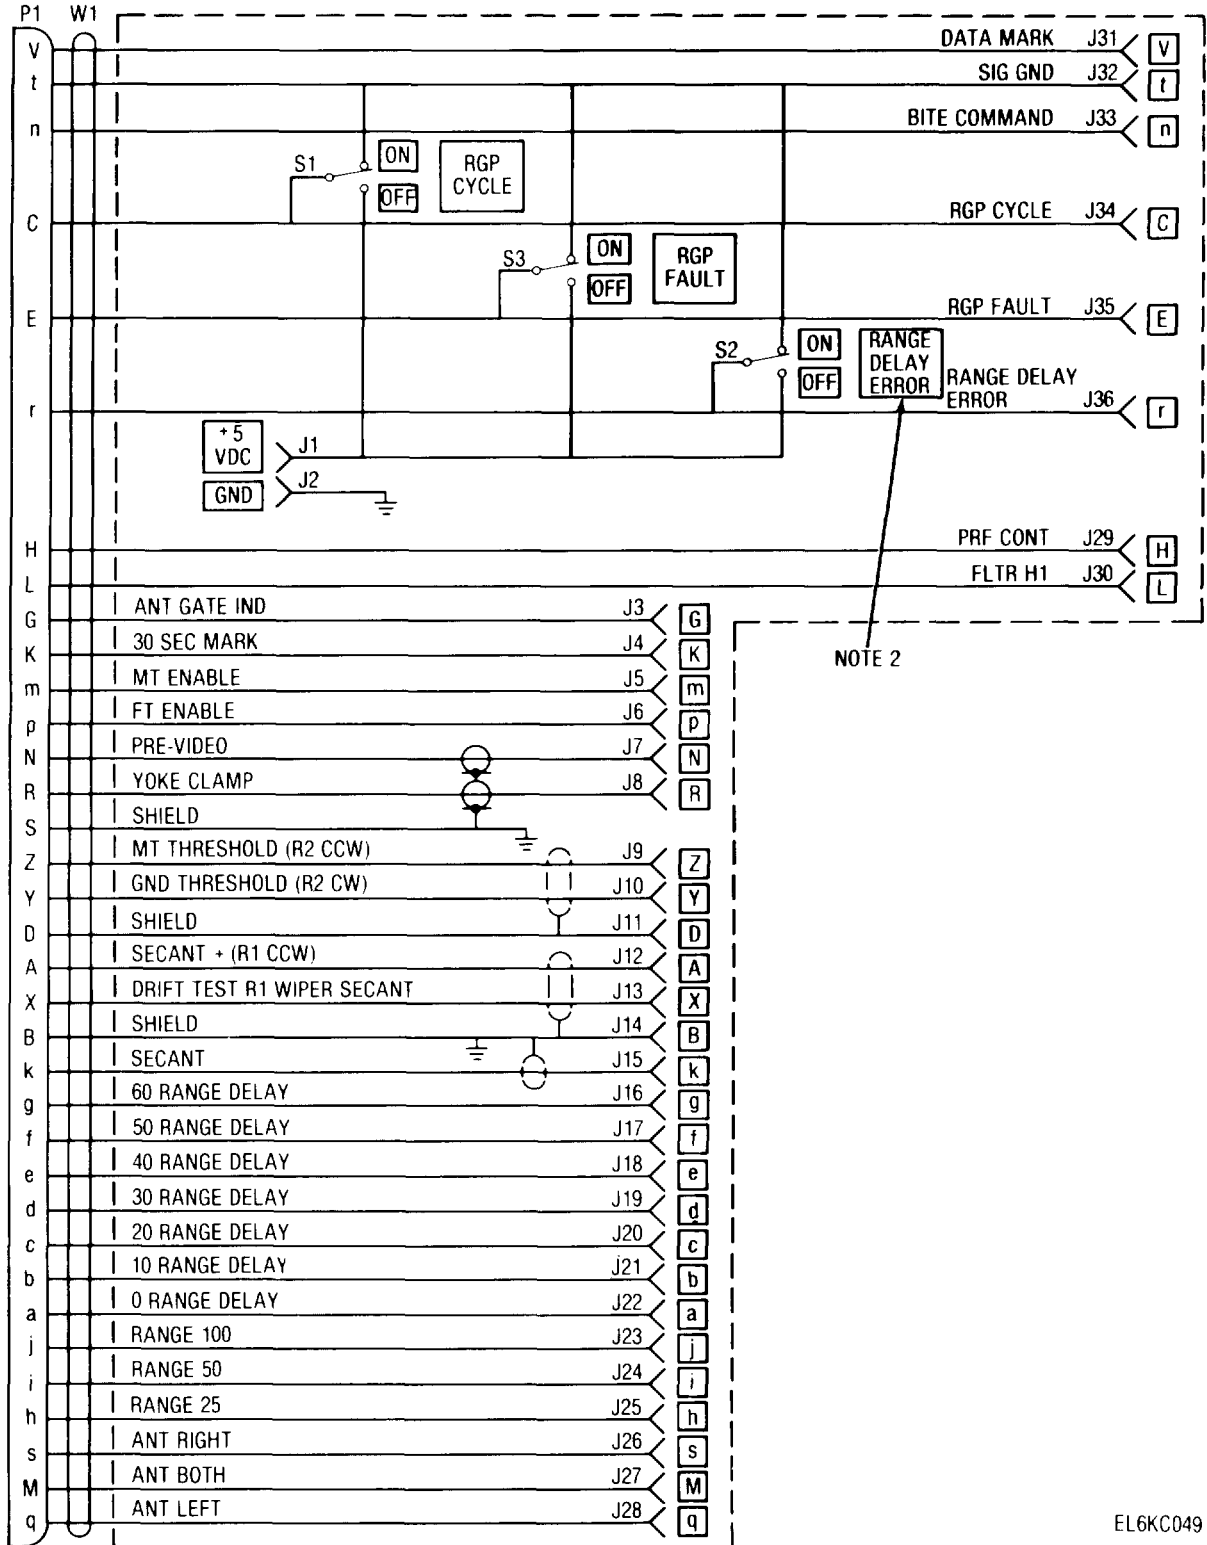 P1 W1
V DATA MARK J31 V
t SIG GND J32 t
n BITE COMMAND J33 n
S1 ON OFF RGP CYCLE
C RGP CYCLE J34 C
S3 ON OFF RGP FAULT
E RGP FAULT J35 E
S2 ON OFF RANGE DELAY ERROR
r RANGE DELAY ERROR J36 r
+5 VDC J1
GND J2
H PRF CONT J29 H
L FLTR H1 J30 L
G ANT GATE IND J3 G
K 30 SEC MARK J4 K
NOTE 2
m MT ENABLE J5 m
p FT ENABLE J6 p
N PRE-VIDEO J7 N
R YOKE CLAMP J8 R
S SHIELD
Z MT THRESHOLD (R2 CCW) J9 Z
Y GND THRESHOLD (R2 CW) J10 Y
D SHIELD J11 D
A SECANT + (R1 CCW) J12 A
X DRIFT TEST R1 WIPER SECANT J13 X
B SHIELD J14 B
k SECANT J15 k
g 60 RANGE DELAY J16 g
f 50 RANGE DELAY J17 f
e 40 RANGE DELAY J18 e
d 30 RANGE DELAY J19 d
c 20 RANGE DELAY J20 c
b 10 RANGE DELAY J21 b
a 0 RANGE DELAY J22 a
j RANGE 100 J23 j
i RANGE 50 J24 i
h RANGE 25 J25 h
s ANT RIGHT J26 s
M ANT BOTH J27 M
q ANT LEFT J28 q
EL6KC049